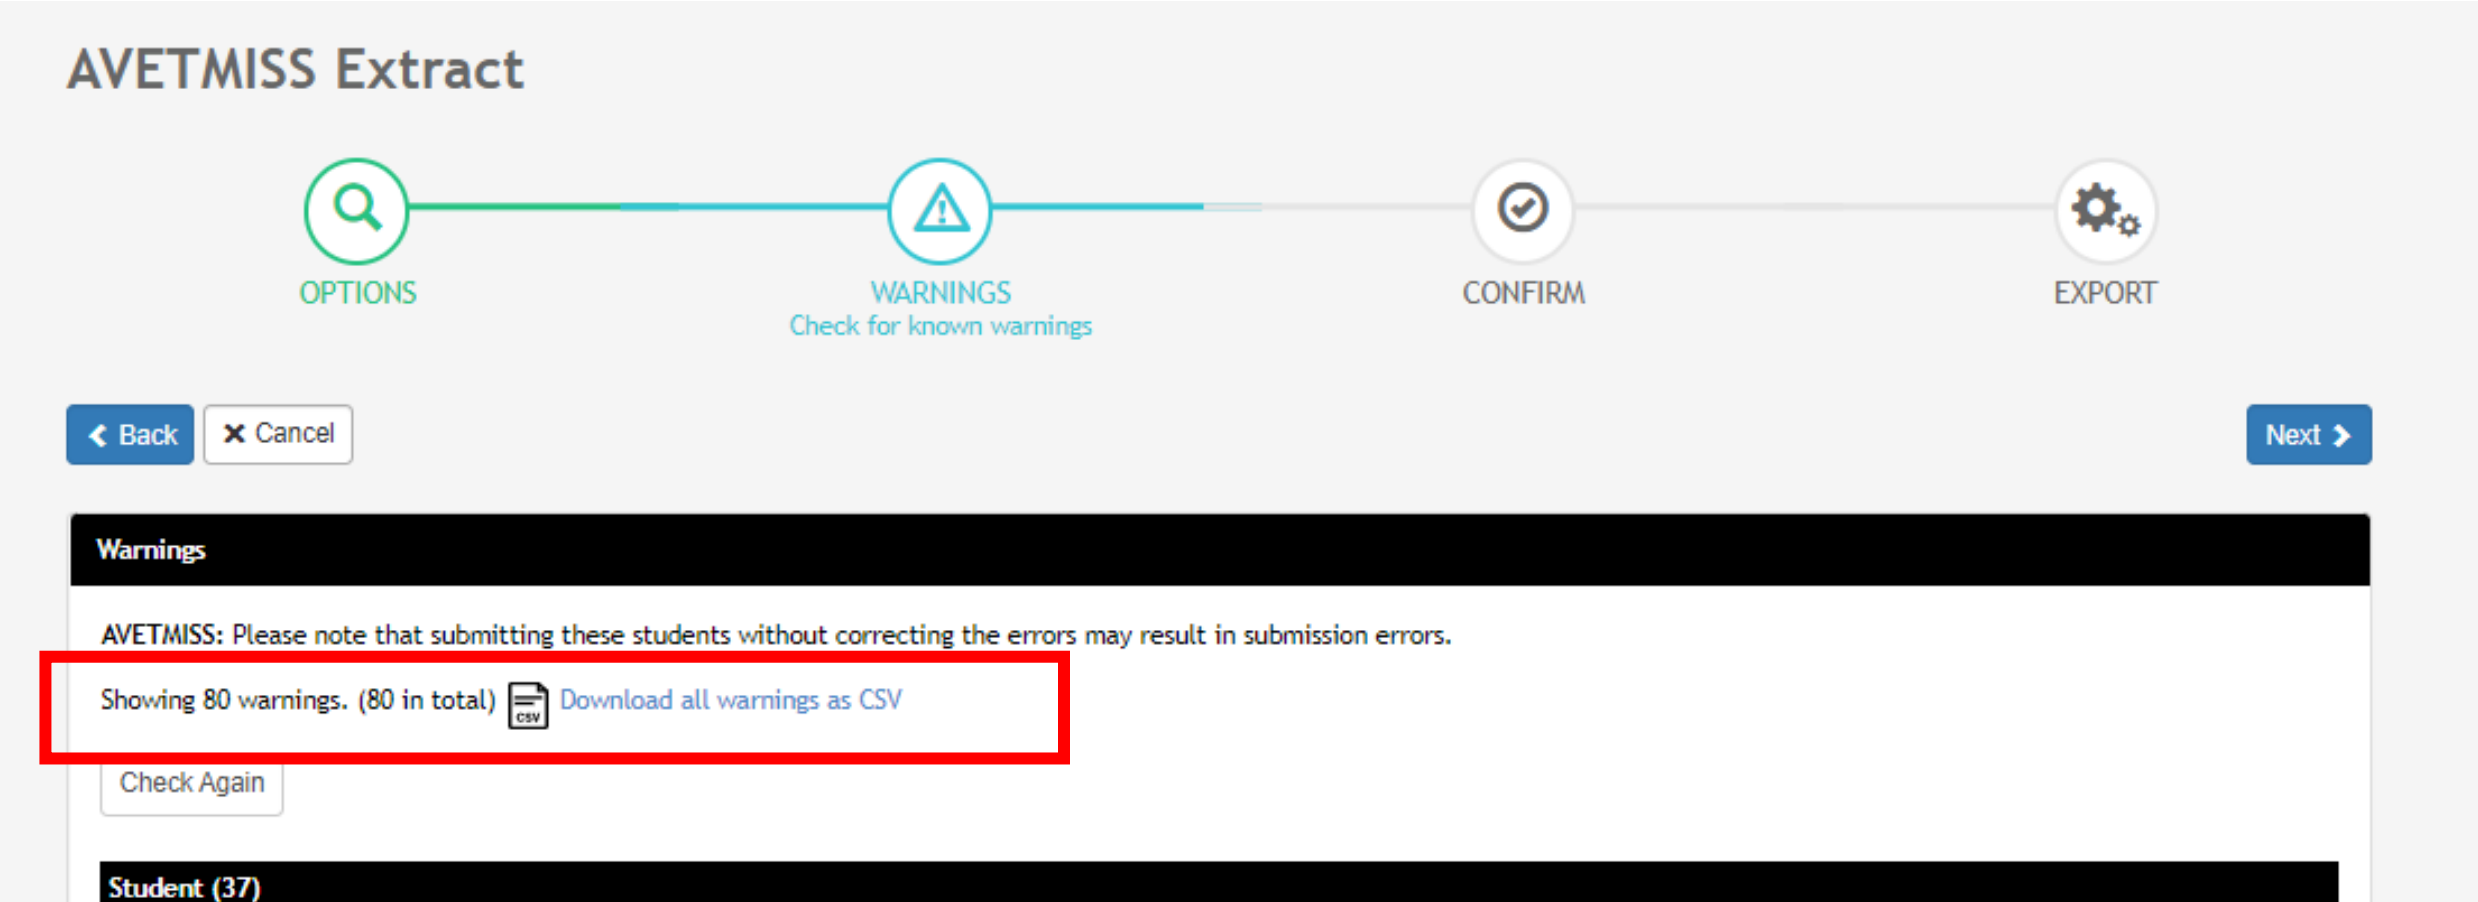 AVETMISS Extract
OPTIONS
WARNINGS
Check for known warnings
CONFIRM
EXPORT
Back
Cancel
Next
Warnings
AVETMISS: Please note that submitting these students without correcting the errors may result in submission errors.
Showing 80 warnings. (80 in total) CSV Download all warnings as CSV
Check Again
Student (37)